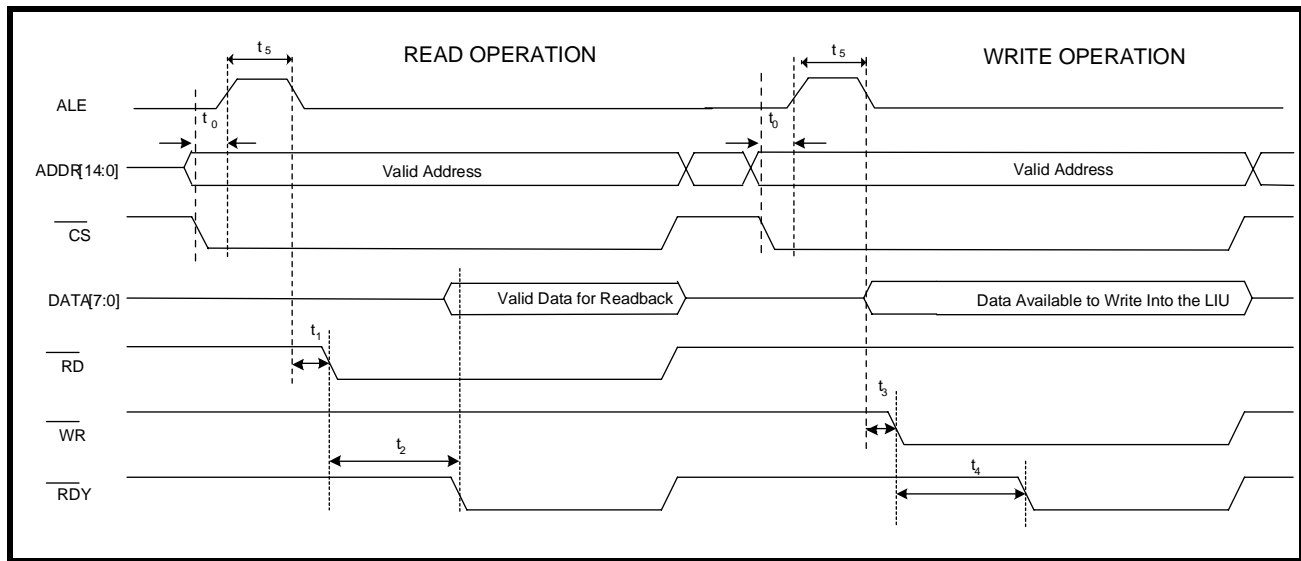 READ OPERATION
WRITE OPERATION
t5
t5
ALE
t0
t0
ADDR[14:0]
Valid Address
Valid Address
CS
DATA[7:0]
Valid Data for Readback
Data Available to Write Into the LIU
t1
RD
t3
WR
t2
t4
RDY